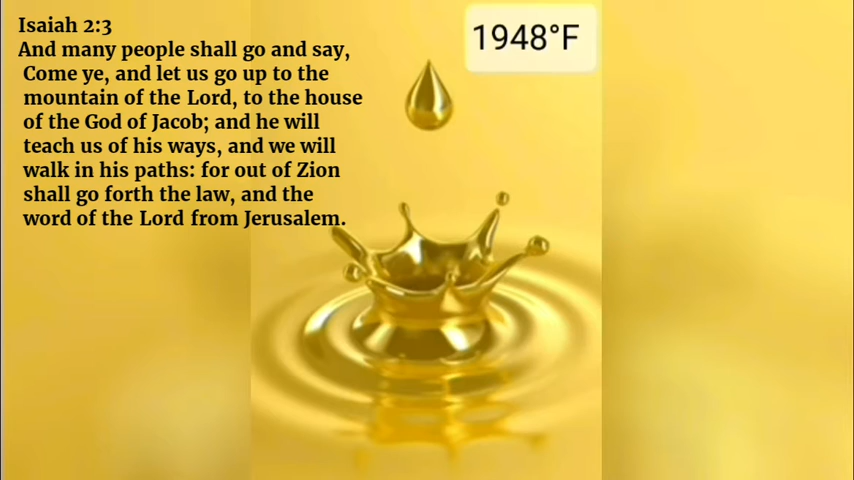 Isaiah 2:3
And many people shall go and say,
Come ye, and let us go up to the
mountain of the Lord, to the house
of the God of Jacob; and he will
teach us of his ways, and we will
walk in his paths: for out of Zion
shall go forth the law, and the
word of the Lord from Jerusalem.
1948°F